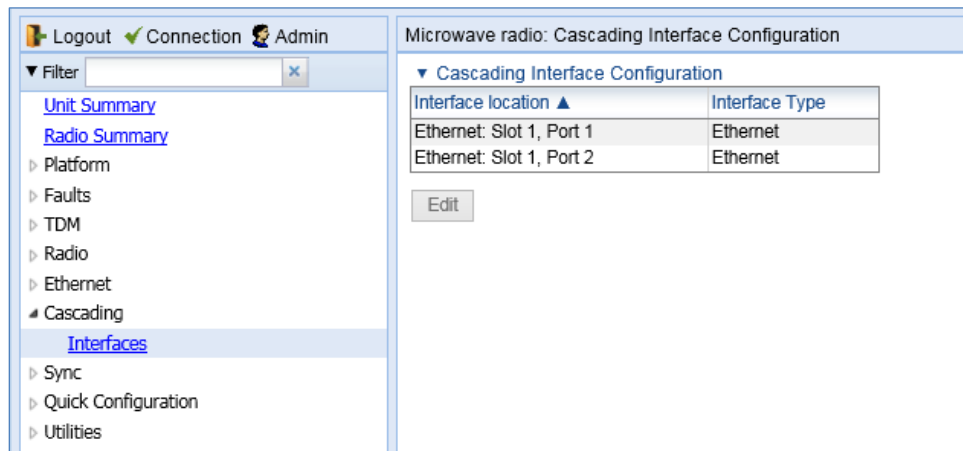 Logout Connection Admin
Filter
Unit Summary
Radio Summary
Platform
Faults
TDM
Radio
Ethernet
Cascading
Interfaces
Sync
Quick Configuration
Utilities
Microwave radio: Cascading Interface Configuration
Cascading Interface Configuration
Interface location ▲ Interface Type
Ethernet: Slot 1, Port 1 Ethernet
Ethernet: Slot 1, Port 2 Ethernet
Edit